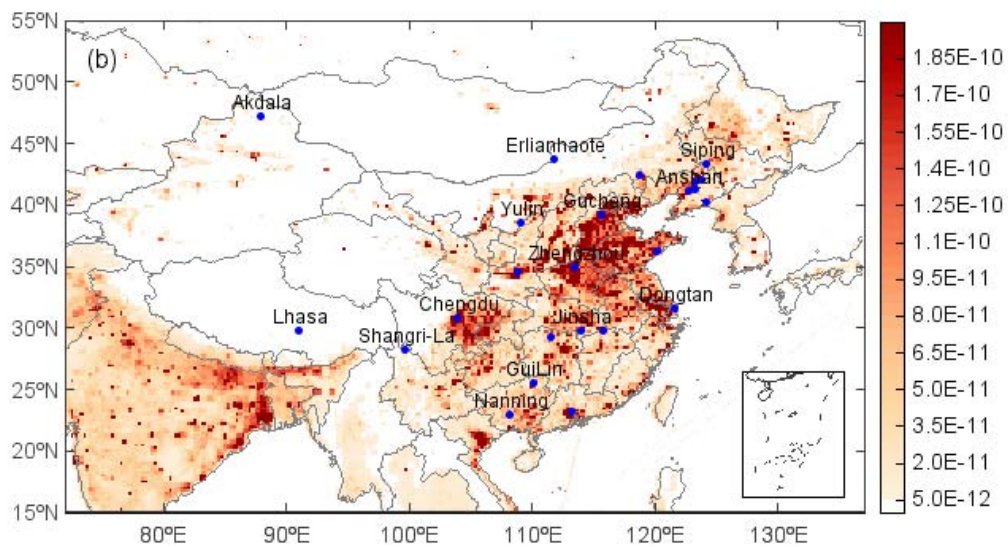 55ºN
(b)
50ºN
45ºN
40ºN
35ºN
30ºN
25ºN
20ºN
15ºN
80ºE
90ºE
100ºE
110ºE
120ºE
130ºE
Akdala
Erlianhaote
Siping
Anshan
Yulin
Gucheng
Zhengzhou
Chengdu
Dongtan
Lhasa
Jinsha
Shangri-La
GuiLin
Nanning
1.85E-10
1.7E-10
1.55E-10
1.4E-10
1.25E-10
1.1E-10
9.5E-11
8.0E-11
6.5E-11
5.0E-11
3.5E-11
2.0E-11
5.0E-12